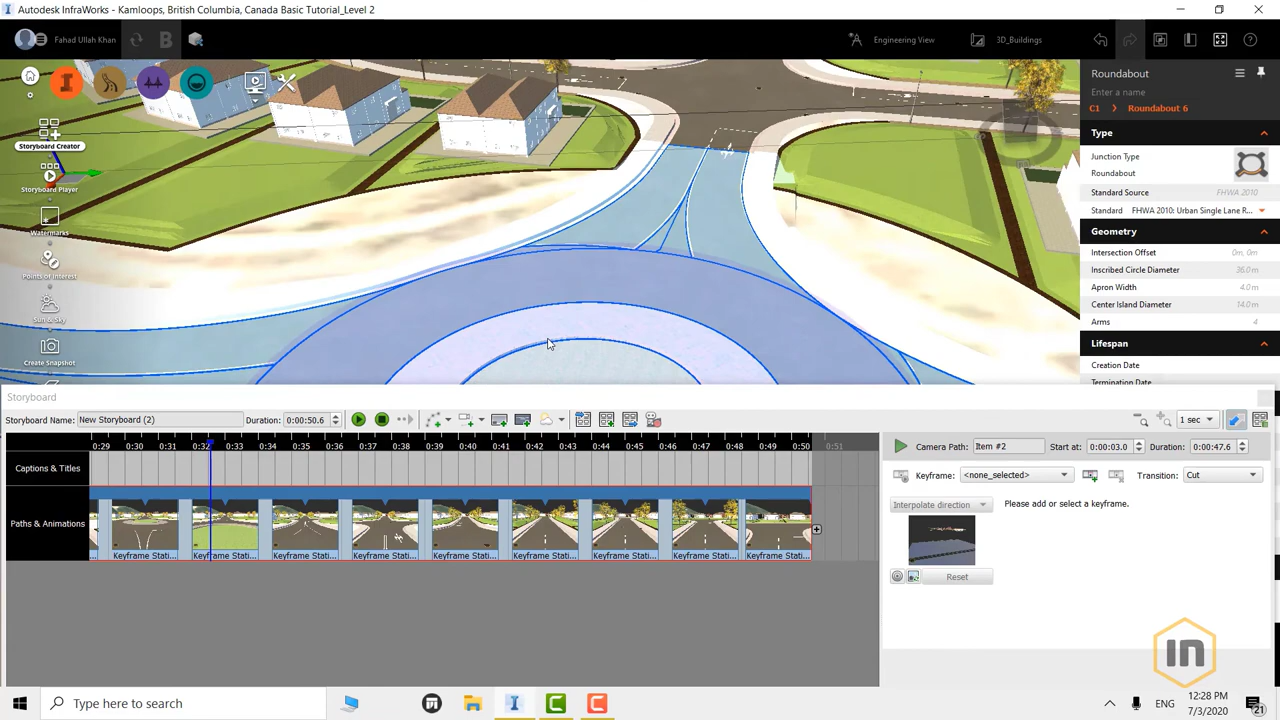 Autodesk InfraWorks - Kamloops, British Columbia, Canada Basic Tutorial_Level 2
Fahad Ullah Khan
B
Engineering View
3D_Buildings
Storyboard Creator
Storyboard Player
Watermarks
Points of Interest
Sun & Sky
Create Snapshot
Roundabout
Enter a name
C1 > Roundabout 6
Type
Junction Type
Roundabout
Standard Source FHWA 2010
Standard FHWA 2010: Urban Single Lane R...
Geometry
Intersection Offset 0m, 0m
Inscribed Circle Diameter 36.0 m
Apron Width 4.0 m
Center Island Diameter 14.0 m
Arms 4
Lifespan
Creation Date
Termination Date
Storyboard
Storyboard Name: New Storyboard (2) Duration: 0:00:50.6
1 sec
0:29 0:30 0:31 0:32 0:33 0:34 0:35 0:36 0:37 0:38 0:39 0:40 0:41 0:42 0:43 0:44 0:45 0:46 0:47 0:48 0:49 0:50 0:51
Captions & Titles
Paths & Animations
Keyframe Stati... Keyframe Stati... Keyframe Stati... Keyframe Stati... Keyframe Stati... Keyframe Stati... Keyframe Stati... Keyframe Stati... Keyframe Stati...
Camera Path: Item #2 Start at: 0:00:03.0 Duration: 0:00:47.6
Keyframe: <none_selected> Transition: Cut
Interpolate direction
Please add or select a keyframe.
Reset
in
Type here to search
ENG
12:28 PM
7/3/2020
21